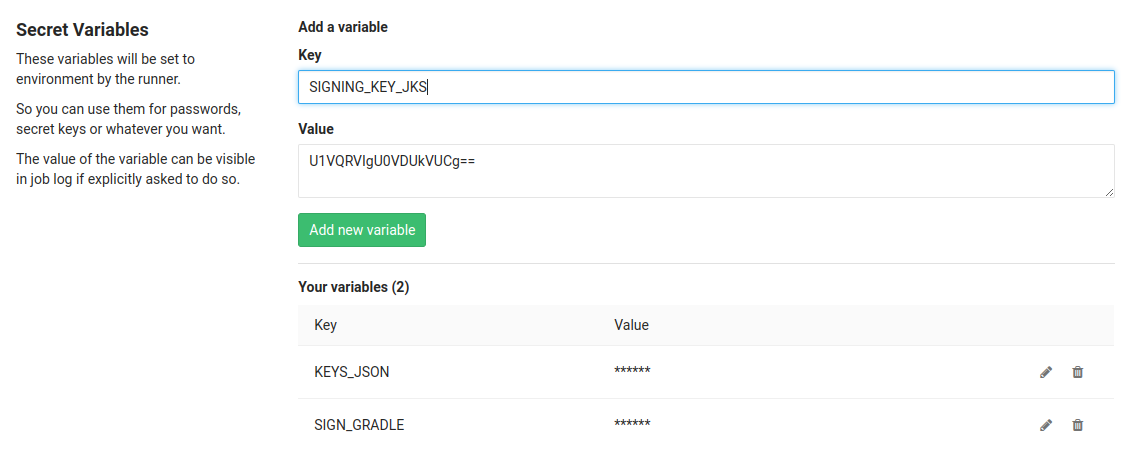 Secret Variables
These variables will be set to
environment by the runner.
So you can use them for passwords,
secret keys or whatever you want.
The value of the variable can be visible
in job log if explicitly asked to do so.
Add a variable
Key
SIGNING_KEY_JKS
Value
U1VQRVIgU0VDUkVUCg==
Add new variable
Your variables (2)
Key Value
KEYS_JSON ******
SIGN_GRADLE ******